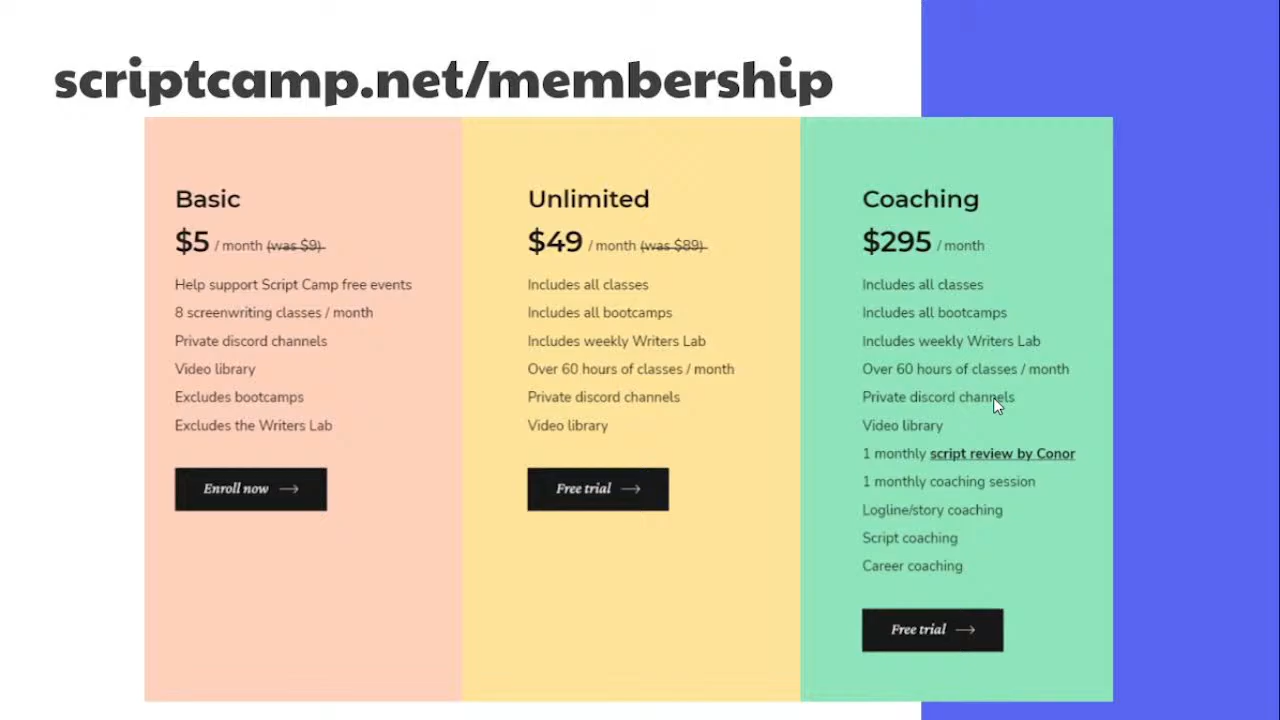 scriptcamp.net/membership
Basic
$5 / month (was $9)
Help support Script Camp free events
8 screenwriting classes / month
Private discord channels
Video library
Excludes bootcamps
Excludes the Writers Lab
Enroll now →
Unlimited
$49 / month (was $89)
Includes all classes
Includes all bootcamps
Includes weekly Writers Lab
Over 60 hours of classes / month
Private discord channels
Video library
Free trial →
Coaching
$295 / month
Includes all classes
Includes all bootcamps
Includes weekly Writers Lab
Over 60 hours of classes / month
Private discord channels
Video library
1 monthly script review by Conor
1 monthly coaching session
Logline/story coaching
Script coaching
Career coaching
Free trial →